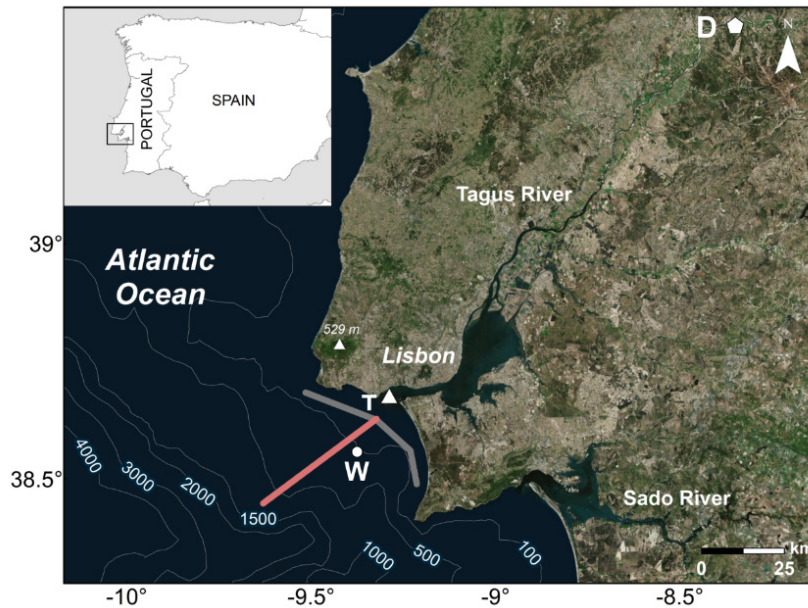 PORTUGAL
SPAIN
D
N
Tagus River
39°
Atlantic
Ocean
529 m
Lisbon
T
W
38.5°
4000
3000
2000
1500
1000
500
100
Sado River
km
0 25
-10° -9.5° -9° -8.5°